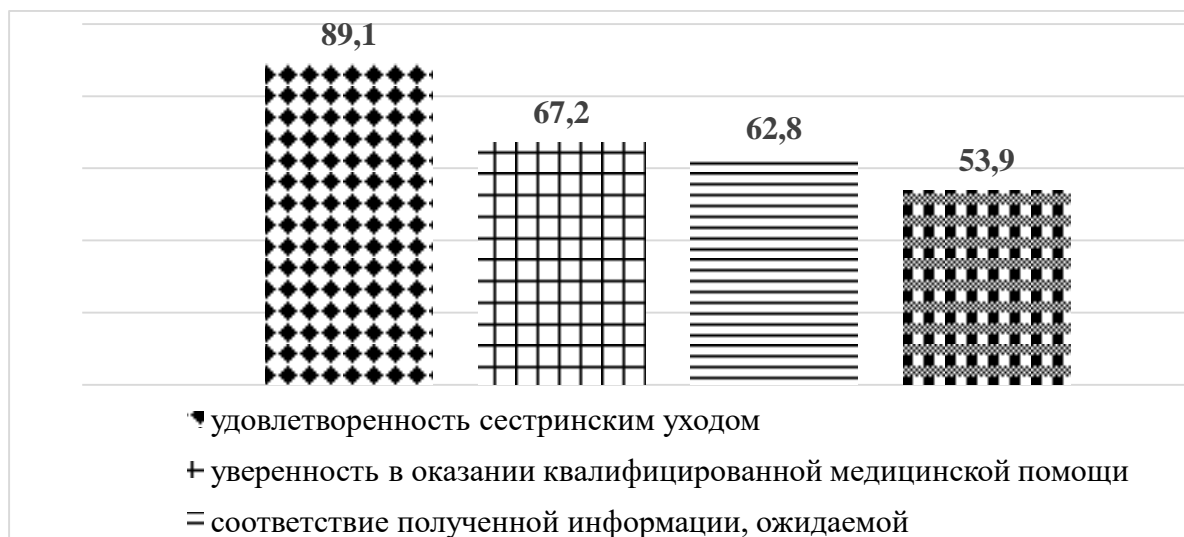 89,1
67,2
62,8
53,9
удовлетворенность сестринским уходом
уверенность в оказании квалифицированной медицинской помощи
соответствие полученной информации, ожидаемой